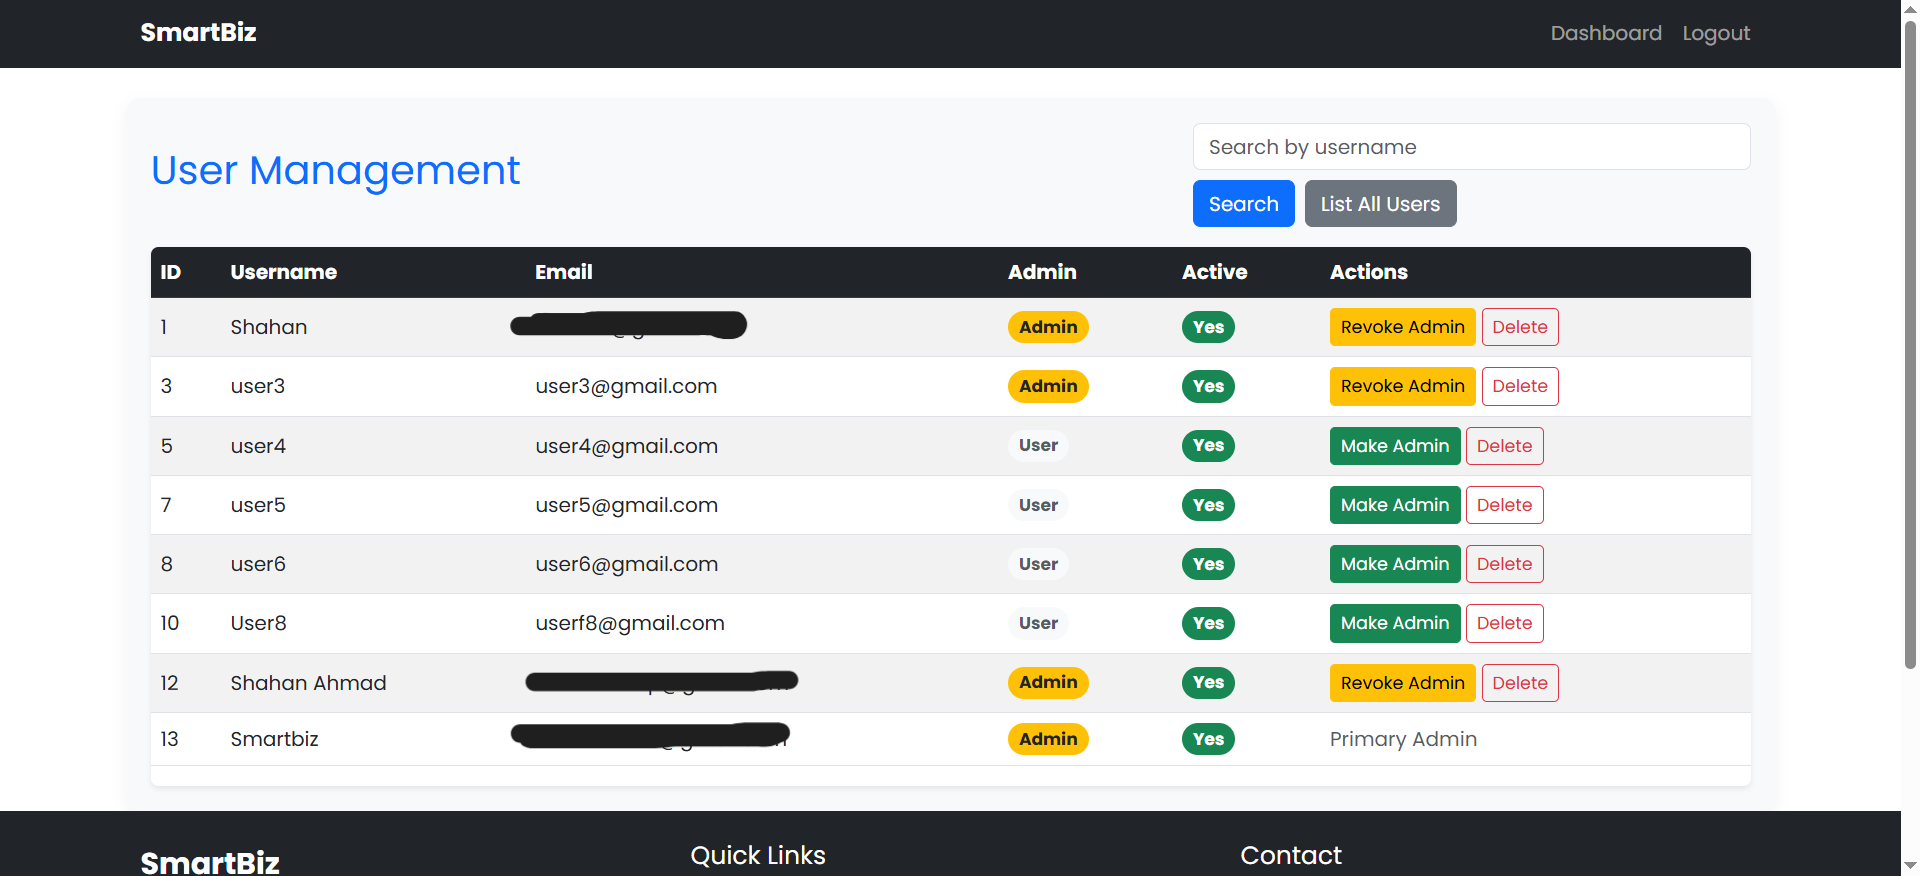 SmartBiz Dashboard Logout
User Management
Search by username
Search List All Users
ID Username Email Admin Active Actions
1 Shahan Admin Yes Revoke Admin Delete
3 user3 user3@gmail.com Admin Yes Revoke Admin Delete
5 user4 user4@gmail.com User Yes Make Admin Delete
7 user5 user5@gmail.com User Yes Make Admin Delete
8 user6 user6@gmail.com User Yes Make Admin Delete
10 User8 userf8@gmail.com User Yes Make Admin Delete
12 Shahan Ahmad Admin Yes Revoke Admin Delete
13 Smartbiz Admin Yes Primary Admin
SmartBiz Quick Links Contact